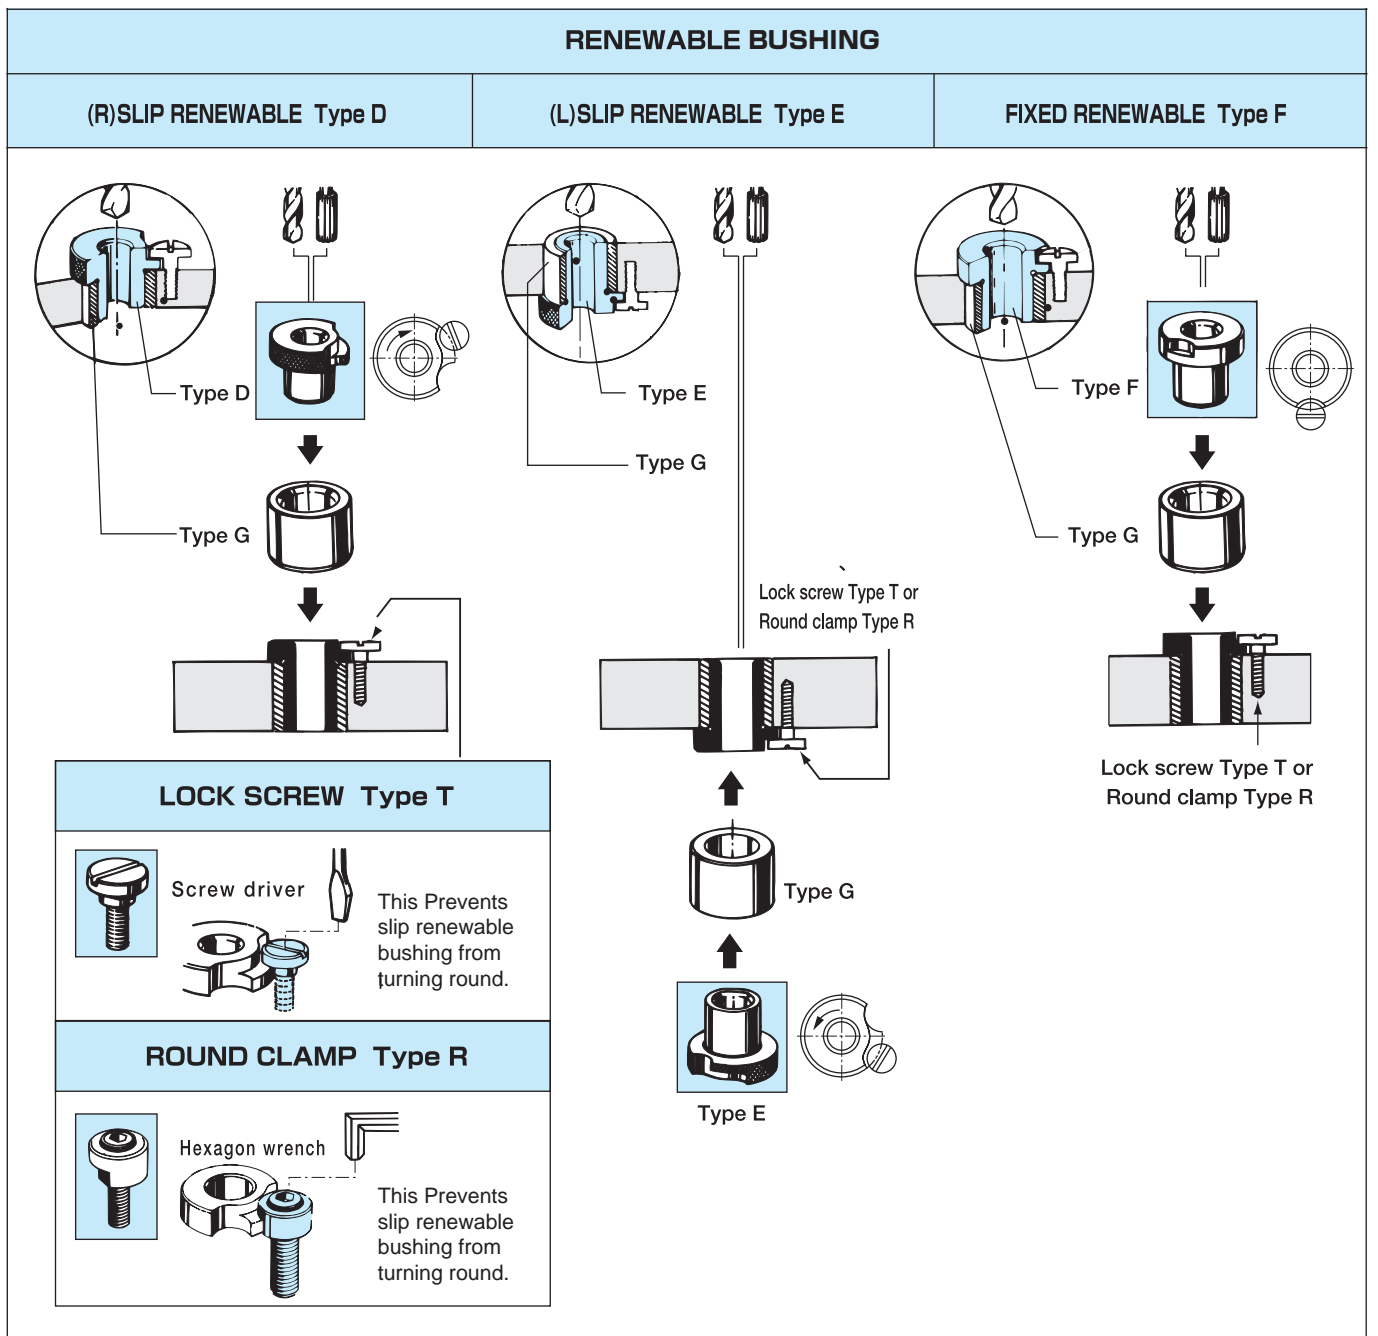 RENEWABLE BUSHING
(R)SLIP RENEWABLE Type D
(L)SLIP RENEWABLE Type E
FIXED RENEWABLE Type F
Type D
Type G
Type E
Type G
Type F
Type G
Lock screw Type T or
Round clamp Type R
Lock screw Type T or
Round clamp Type R
Type G
Type E
LOCK SCREW Type T
Screw driver
This Prevents
slip renewable
bushing from
turning round.
ROUND CLAMP Type R
Hexagon wrench
This Prevents
slip renewable
bushing from
turning round.